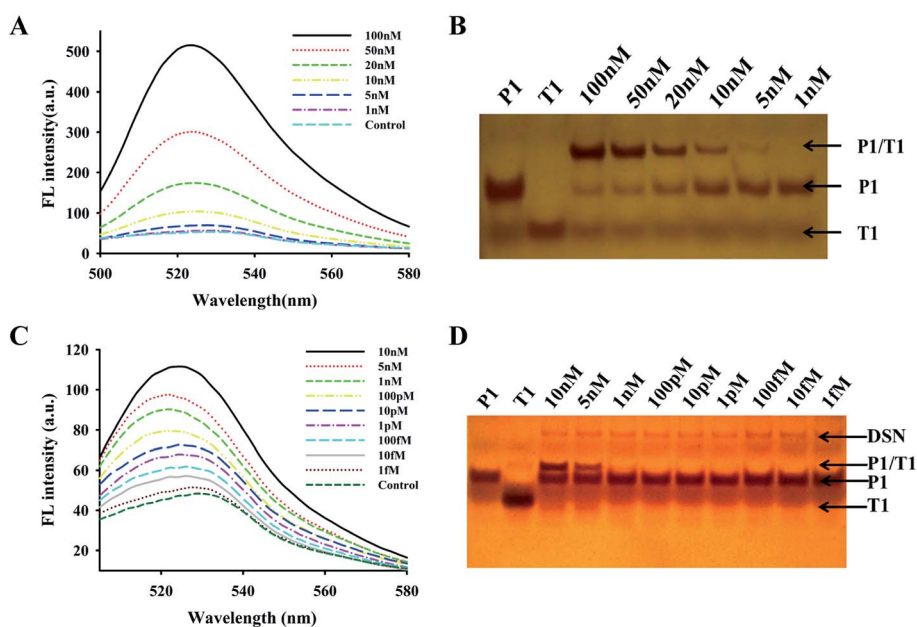 A
FL intensity(a.u.)
500
400
300
200
100
0
500
520
540
560
580
Wavelength(nm)
100nM
50nM
20nM
10nM
5nM
1nM
Control
B
P1 T1 100nM 50nM 20nM 10nM 5nM 1nM
P1/T1
P1
T1
C
FL intensity (a.u.)
120
100
80
60
40
20
520
540
560
580
Wavelength (nm)
10nM
5nM
1nM
100pM
10pM
1pM
100fM
10fM
1fM
Control
D
P1 T1 10nM 5nM 1nM 100pM 10pM 1pM 100fM 10fM 1fM
DSN
P1/T1
P1
T1